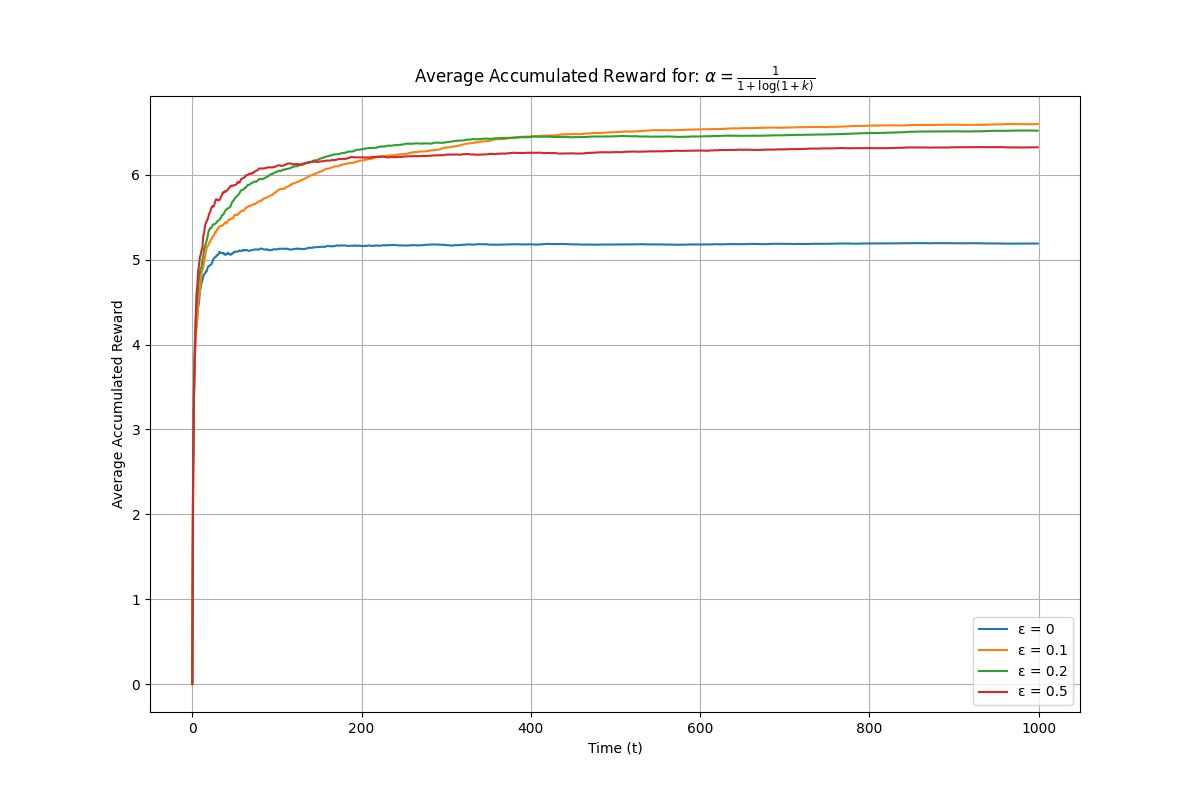 Average Accumulated Reward for: α = 1/(1 + log(1 + k))
Average Accumulated Reward
6
5
4
3
2
1
0
ε = 0
ε = 0.1
ε = 0.2
ε = 0.5
0 200 400 600 800 1000
Time (t)